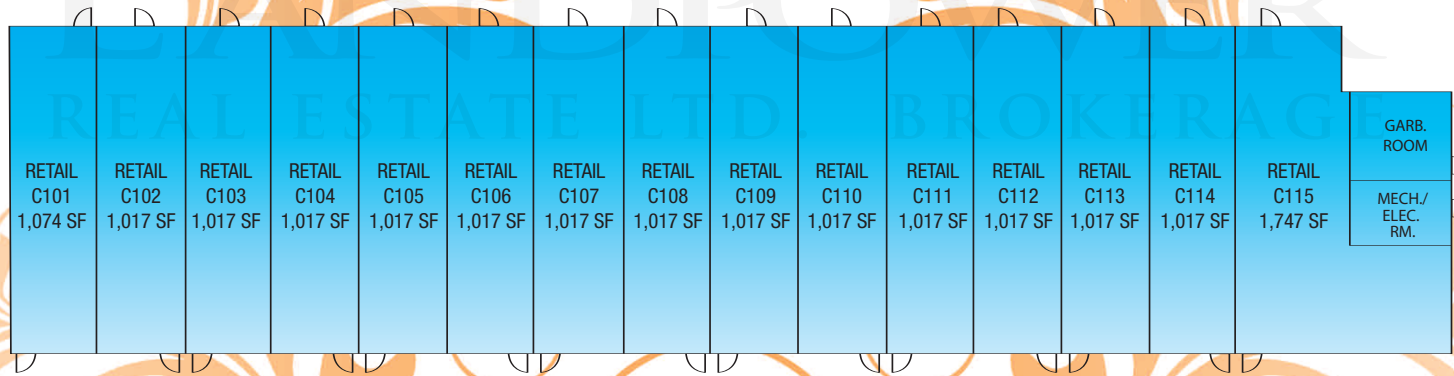 LANDPOWER
REAL ESTATE LTD. BROKERAGE
RETAIL
C101
1,074 SF
RETAIL
C102
1,017 SF
RETAIL
C103
1,017 SF
RETAIL
C104
1,017 SF
RETAIL
C105
1,017 SF
RETAIL
C106
1,017 SF
RETAIL
C107
1,017 SF
RETAIL
C108
1,017 SF
RETAIL
C109
1,017 SF
RETAIL
C110
1,017 SF
RETAIL
C111
1,017 SF
RETAIL
C112
1,017 SF
RETAIL
C113
1,017 SF
RETAIL
C114
1,017 SF
RETAIL
C115
1,747 SF
GARB.
ROOM
MECH./
ELEC.
RM.